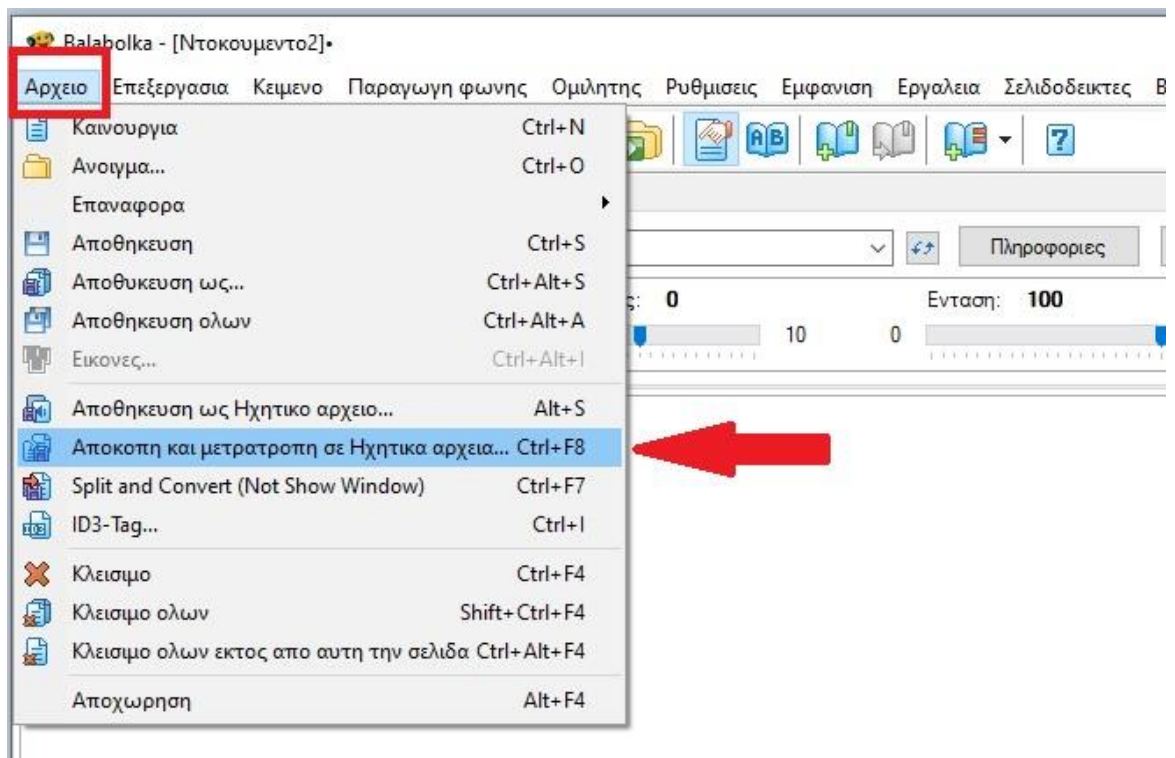 Balabolka - [Ντοκουμεντο2]•
Αρχειο Επεξεργασια Κειμενο Παραγωγη φωνης Ομιλητης Ρυθμισεις Εμφανιση Εργαλεια Σελιδοδεικτες
Καινουργια Ctrl+N
Ανοιγμα... Ctrl+O
Επαναφορα
Αποθηκευση Ctrl+S
Πληροφοριες
Αποθυκευση ως... Ctrl+Alt+S
0 Ενταση: 100
Αποθηκευση ολων Ctrl+Alt+A
10 0
Εικονες... Ctrl+Alt+I
Αποθηκευση ως Ηχητικο αρχειο... Alt+S
Αποκοπη και μετρατροπη σε Ηχητικα αρχεια... Ctrl+F8
Split and Convert (Not Show Window) Ctrl+F7
ID3-Tag... Ctrl+I
Κλεισιμο Ctrl+F4
Κλεισιμο ολων Shift+Ctrl+F4
Κλεισιμο ολων εκτος απο αυτη την σελιδα Ctrl+Alt+F4
Αποχωρηση Alt+F4